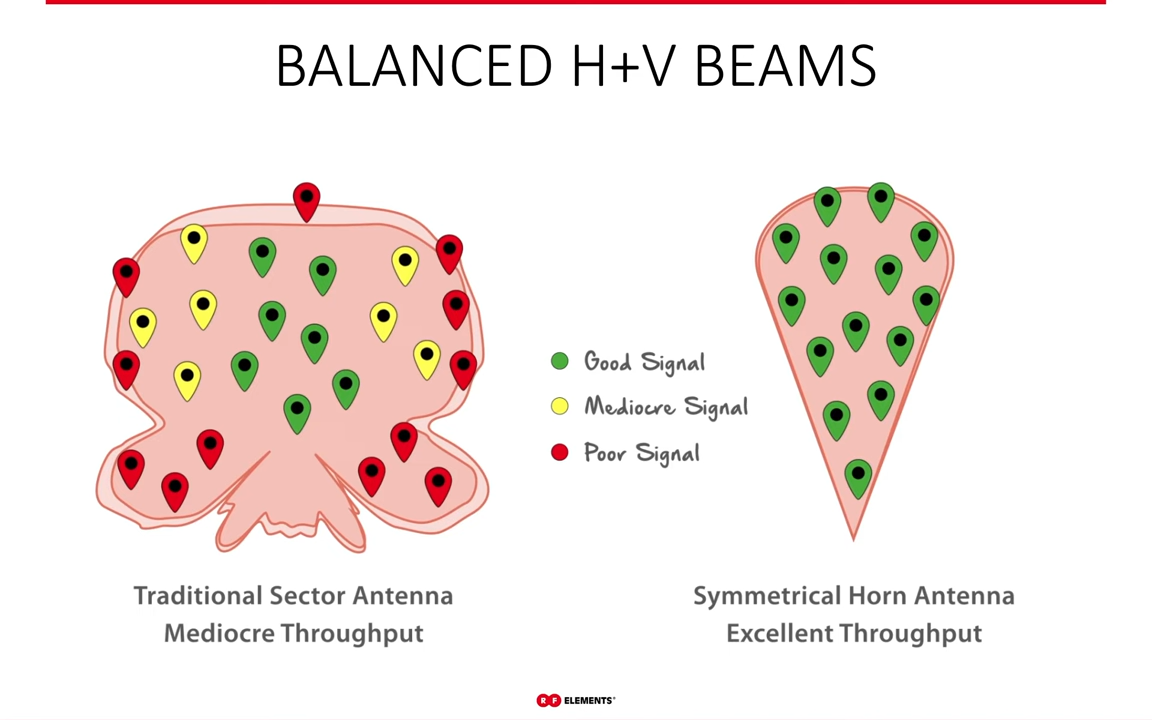 BALANCED H+V BEAMS
Good Signal
Mediocre Signal
Poor Signal
Traditional Sector Antenna
Mediocre Throughput
Symmetrical Horn Antenna
Excellent Throughput
RF ELEMENTS®